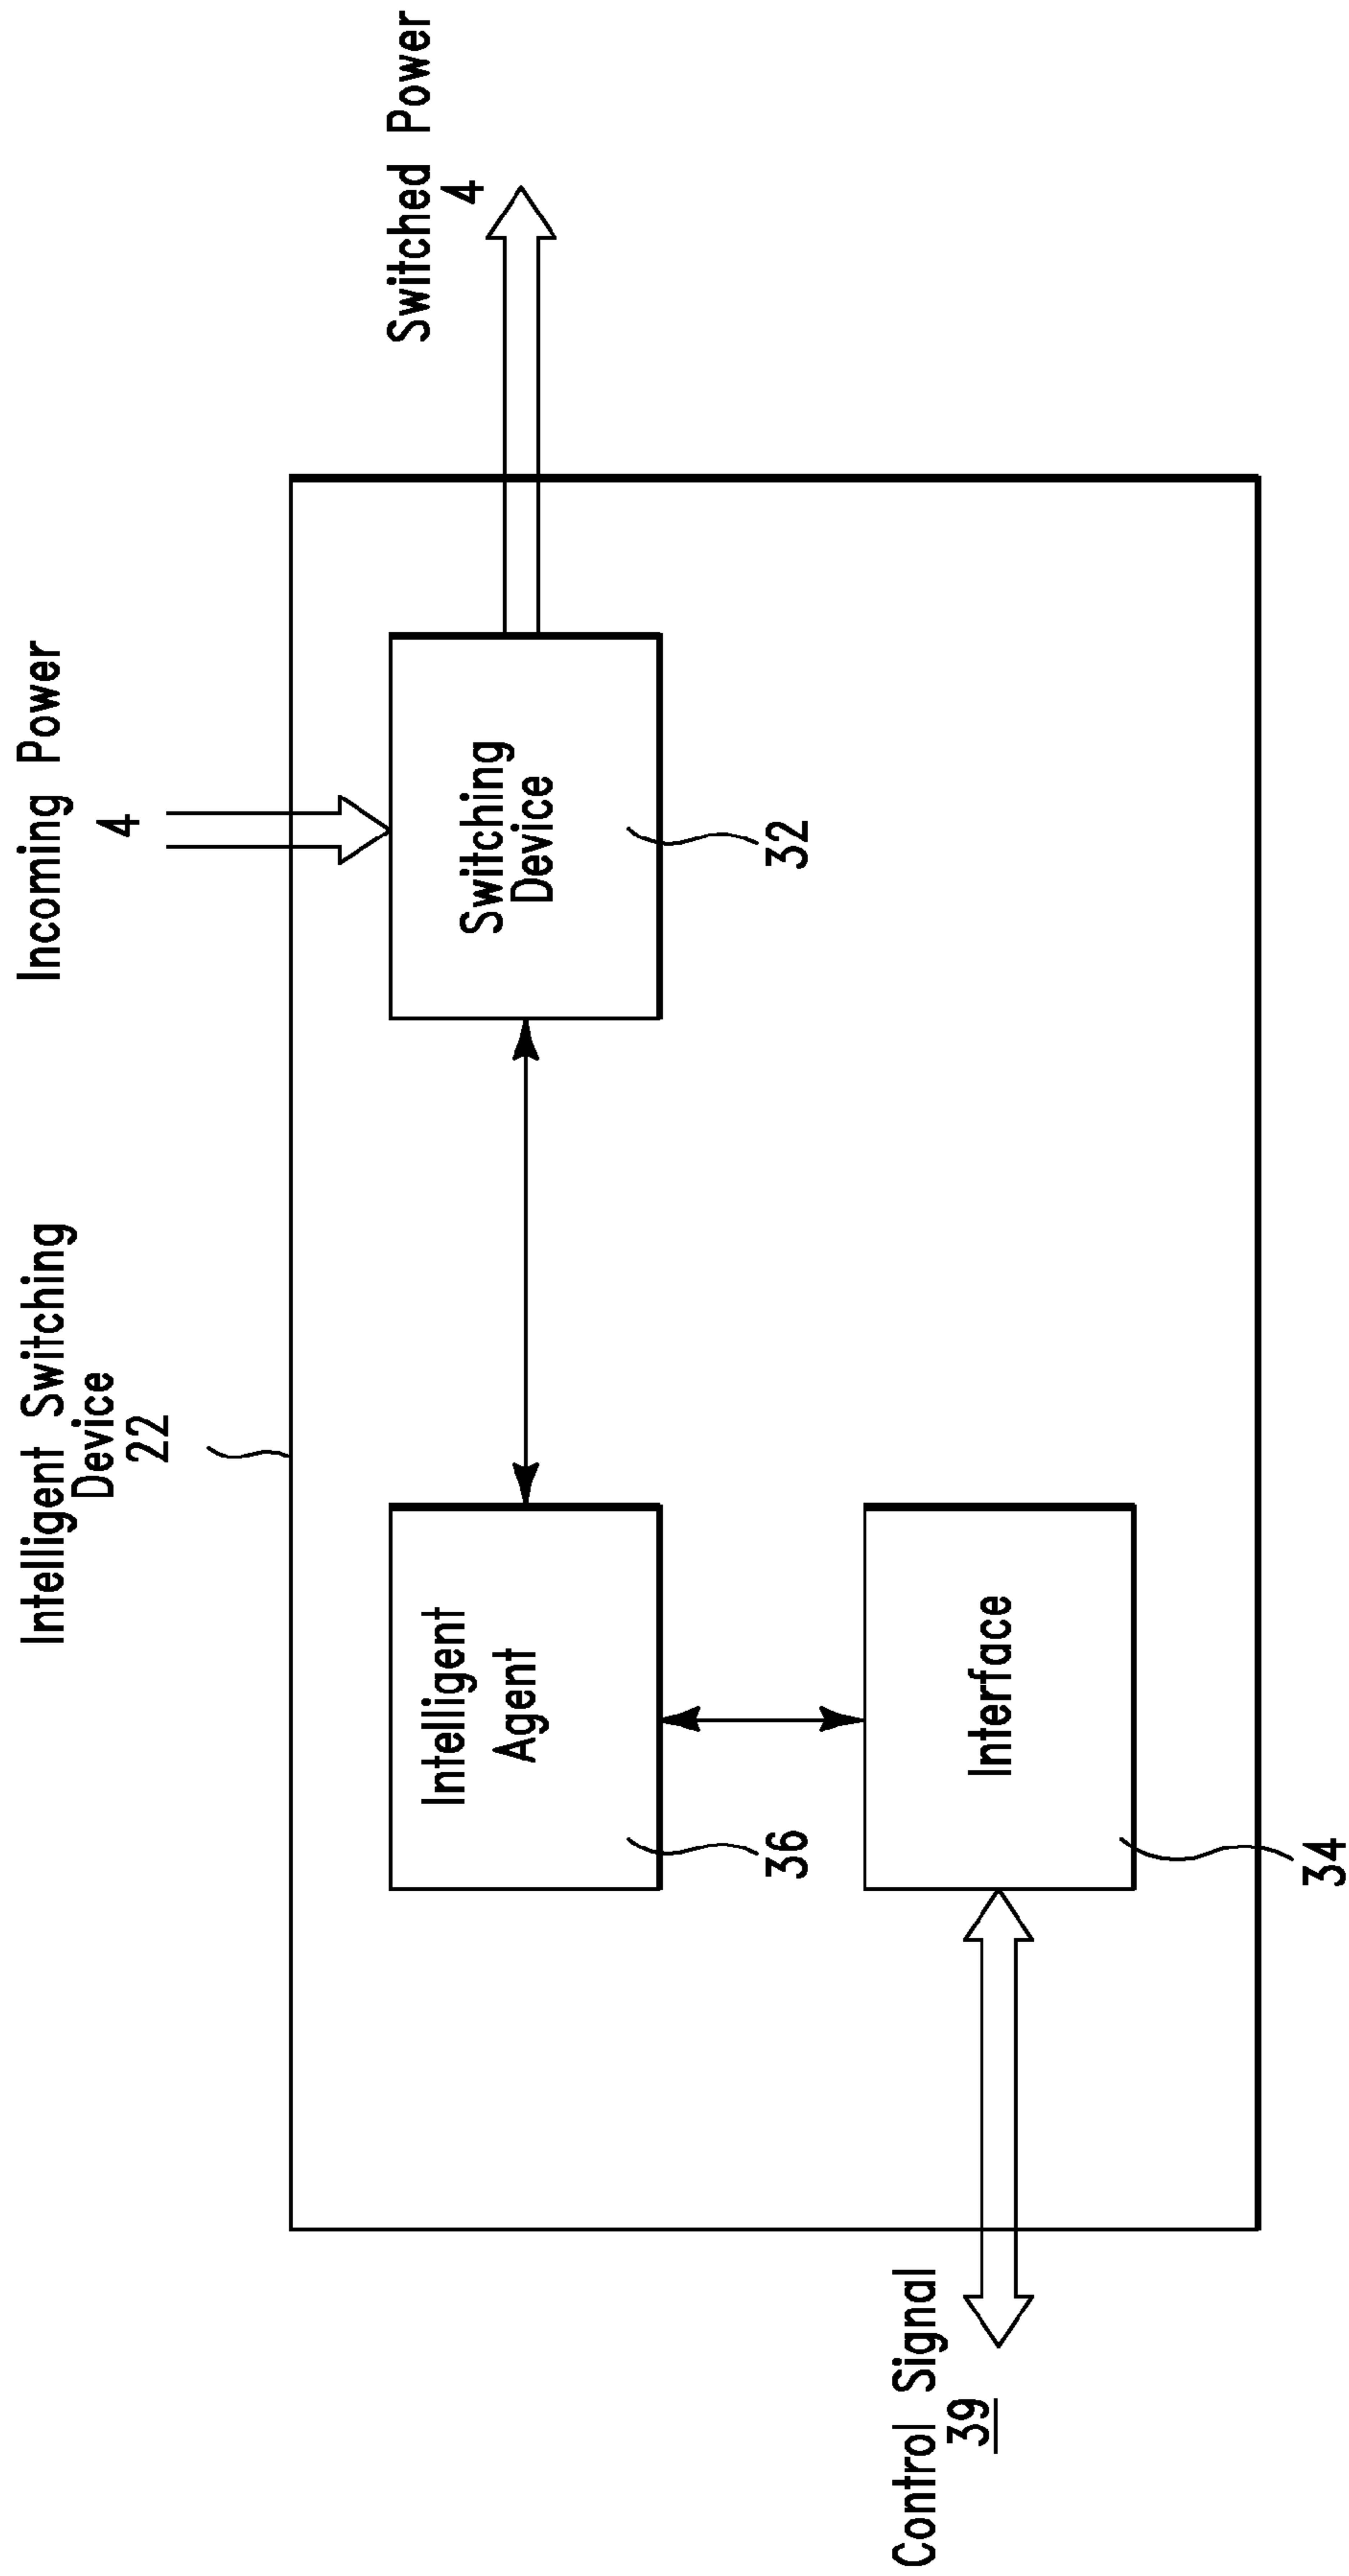 Intelligent Switching
Device
22
Incoming Power
4
Switched Power
4
Intelligent
Agent
36
Switching
Device
32
Interface
34
Control Signal
39